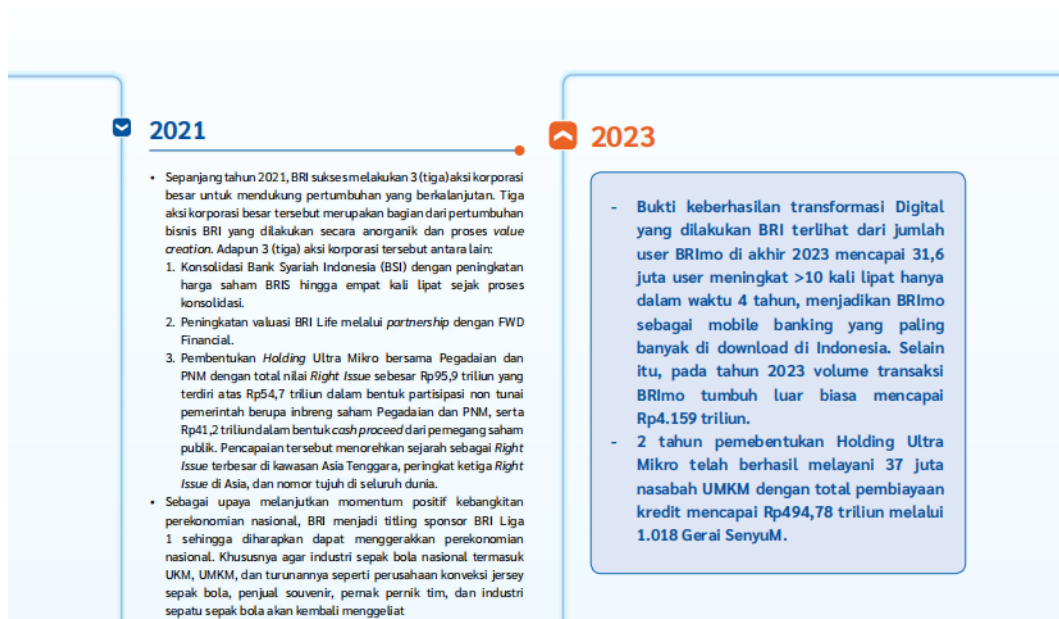 2021
• Sepanjang tahun 2021, BRI sukses melakukan 3 (tiga) aksi korporasi
besar untuk mendukung pertumbuhan yang berkalanjutan. Tiga
aksi korporasi besar tersebut merupakan bagian dari pertumbuhan
bisnis BRI yang dilakukan secara anorganik dan proses value
creation. Adapun 3 (tiga) aksi korporasi tersebut antara lain:
1. Konsolidasi Bank Syariah Indonesia (BSI) dengan peningkatan
harga saham BRIS hingga empat kali lipat sejak proses
konsolidasi.
2. Peningkatan valuasi BRI Life melalui partnership dengan FWD
Financial.
3. Pembentukan Holding Ultra Mikro bersama Pegadaian dan
PNM dengan total nilai Right Issue sebesar Rp95,9 triliun yang
terdiri atas Rp54,7 triliun dalam bentuk partisipasi non tunai
pemerintah berupa inbreng saham Pegadaian dan PNM, serta
Rp41,2 triliun dalam bentuk cash proceed dari pemegang saham
publik. Pencapaian tersebut menorehkan sejarah sebagai Right
Issue terbesar di kawasan Asia Tenggara, peringkat ketiga Right
Issue di Asia, dan nomor tujuh di seluruh dunia.
• Sebagai upaya melanjutkan momentum positif kebangkitan
perekonomian nasional, BRI menjadi titling sponsor BRI Liga
1 sehingga diharapkan dapat menggerakkan perekonomian
nasional. Khususnya agar industri sepak bola nasional termasuk
UKM, UMKM, dan turunannya seperti perusahaan konveksi jersey
sepak bola, penjual souvenir, pernak pernik tim, dan industri
sepatu sepak bola akan kembali menggeliat
2023
- Bukti keberhasilan transformasi Digital
yang dilakukan BRI terlihat dari jumlah
user BRImo di akhir 2023 mencapai 31,6
juta user meningkat >10 kali lipat hanya
dalam waktu 4 tahun, menjadikan BRImo
sebagai mobile banking yang paling
banyak di download di Indonesia. Selain
itu, pada tahun 2023 volume transaksi
BRImo tumbuh luar biasa mencapai
Rp4.159 triliun.
- 2 tahun pemebentukan Holding Ultra
Mikro telah berhasil melayani 37 juta
nasabah UMKM dengan total pembiayaan
kredit mencapai Rp494,78 triliun melalui
1.018 Gerai SenyuM.